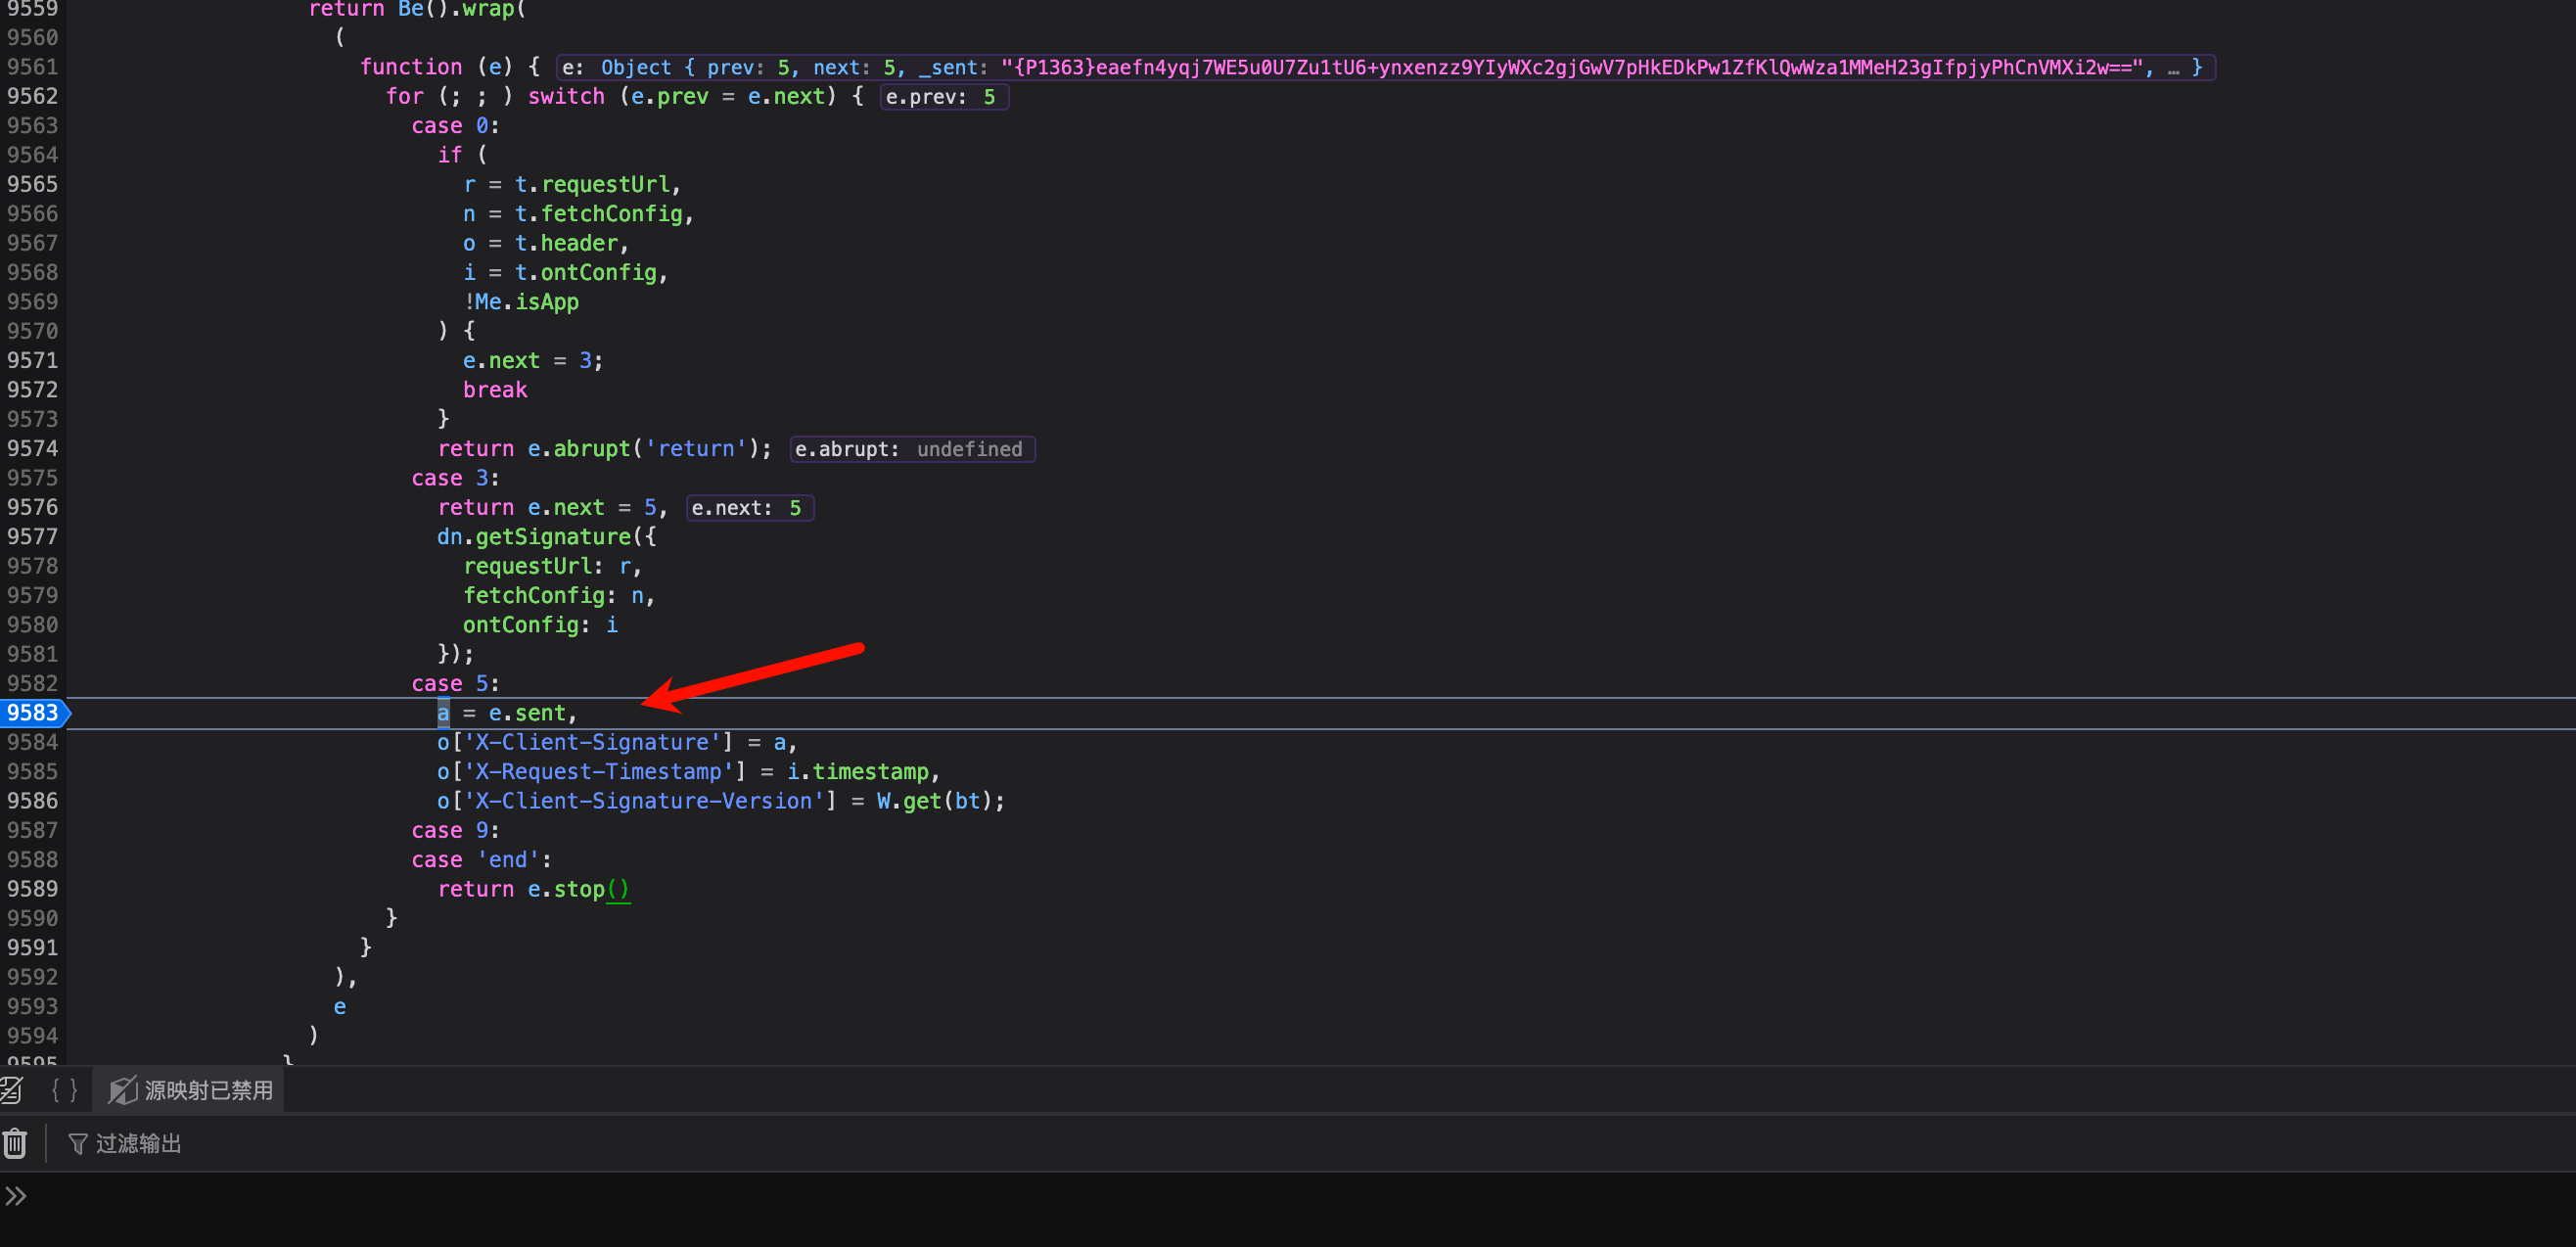 9559 return Be().wrap(
9560 (
9561 function (e) { e: Object { prev: 5, next: 5, _sent: "{P1363}eaefn4yqj7WE5u0U7Zu1tU6+ynxenzz9YIyWXc2gjGwV7pHkEDkPw1ZfKlQwWza1MMeH23gIfpjyPhCnVMXi2w==", … }
9562 for (; ; ) switch (e.prev = e.next) { e.prev: 5
9563 case 0:
9564 if (
9565 r = t.requestUrl,
9566 n = t.fetchConfig,
9567 o = t.header,
9568 i = t.ontConfig,
9569 !Me.isApp
9570 ) {
9571 e.next = 3;
9572 break
9573 }
9574 return e.abrupt('return'); e.abrupt: undefined
9575 case 3:
9576 return e.next = 5, e.next: 5
9577 dn.getSignature({
9578 requestUrl: r,
9579 fetchConfig: n,
9580 ontConfig: i
9581 });
9582 case 5:
9583 a = e.sent,
9584 o['X-Client-Signature'] = a,
9585 o['X-Request-Timestamp'] = i.timestamp,
9586 o['X-Client-Signature-Version'] = W.get(bt);
9587 case 9:
9588 case 'end':
9589 return e.stop()
9590 }
9591 }
9592 ),
9593 e
9594 )
9595 }
{ } 源映射已禁用
过滤输出
»